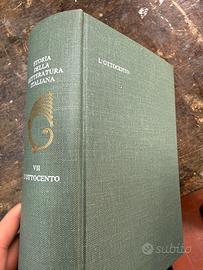 STORIA
DELLA
LETTERATURA
ITALIANA
VII
L'OTTOCENTO
L'OTTOCENTO
subito